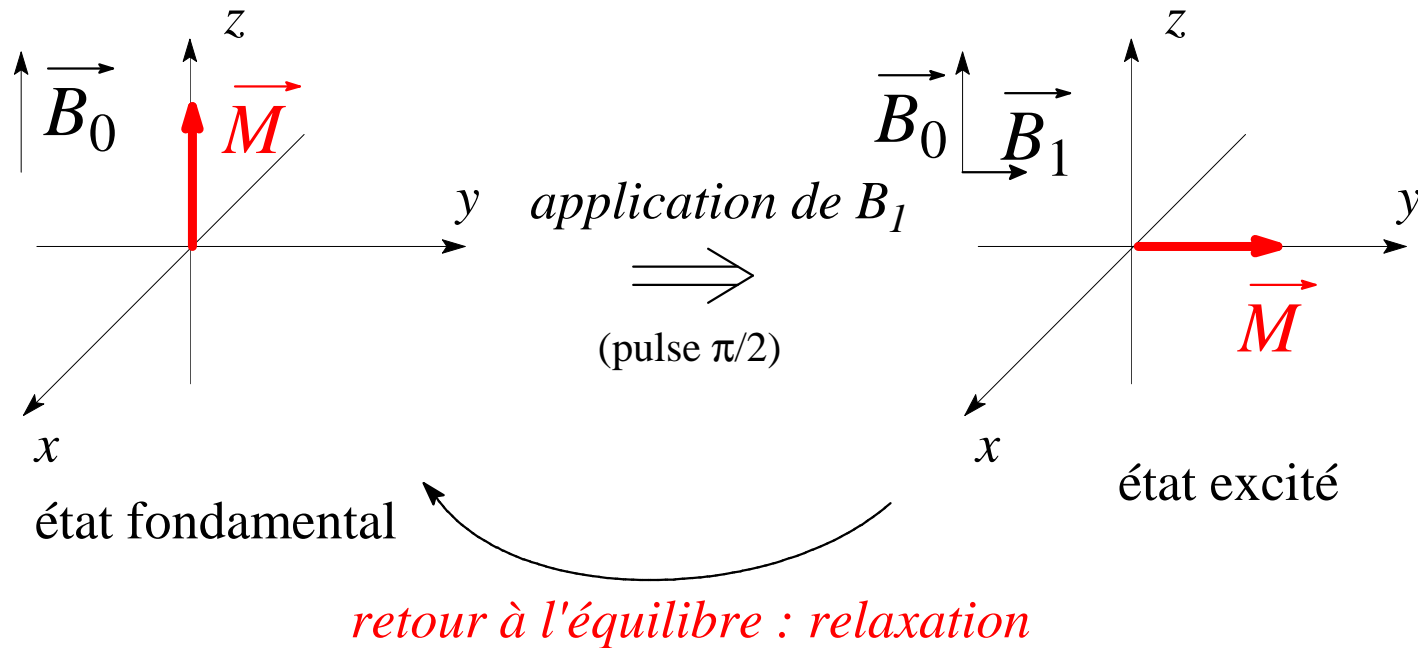 z
B₀
M
y
x
état fondamental
application de B₁
(pulse π/2)
z
B₀
B₁
y
M
x
état excité
retour à l'équilibre : relaxation